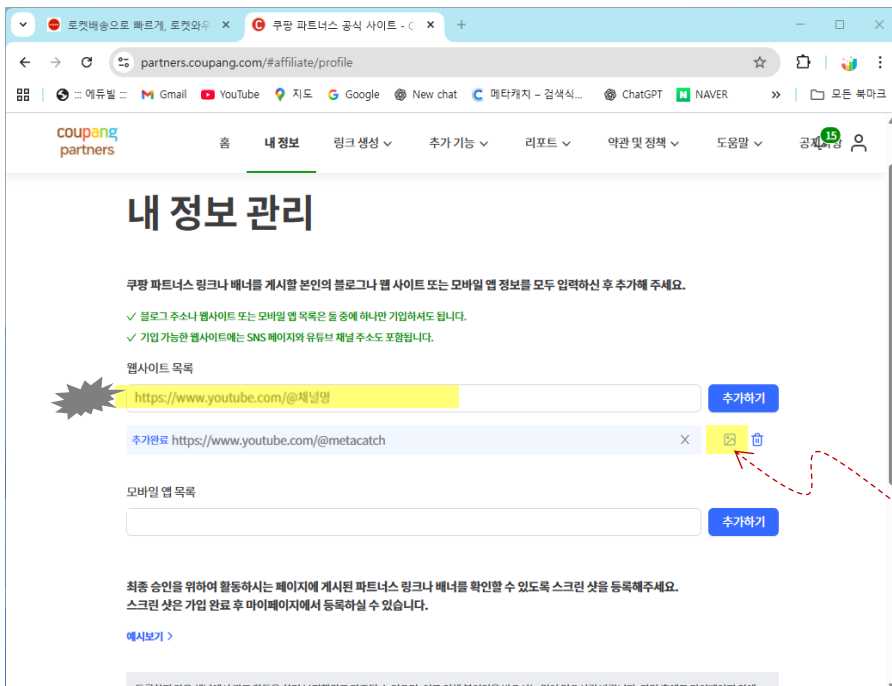 로켓배송으로 빠르게, 로켓와우
쿠팡 파트너스 공식 사이트 - C
partners.coupang.com/#affiliate/profile
::: 에듀빌 ::
Gmail
YouTube
지도
Google
New chat
메타캐치 – 검색식...
ChatGPT
NAVER
모든 북마크
coupang
partners
홈
내 정보
링크 생성
추가 기능
리포트
약관 및 정책
도움말
15
내 정보 관리
쿠팡 파트너스 링크나 배너를 게시할 본인의 블로그나 웹 사이트 또는 모바일 앱 정보를 모두 입력하신 후 추가해 주세요.
블로그 주소나 웹사이트 또는 모바일 앱 목록은 둘 중에 하나만 기입하셔도 됩니다.
기입 가능한 웹사이트에는 SNS 페이지와 유튜브 채널 주소도 포함됩니다.
웹사이트 목록
https://www.youtube.com/@채널명
추가하기
추가완료 https://www.youtube.com/@metacatch
모바일 앱 목록
추가하기
최종 승인을 위하여 활동하시는 페이지에 게시된 파트너스 링크나 배너를 확인할 수 있도록 스크린 샷을 등록해주세요.
스크린 샷은 가입 완료 후 마이페이지에서 등록하실 수 있습니다.
예시보기 >